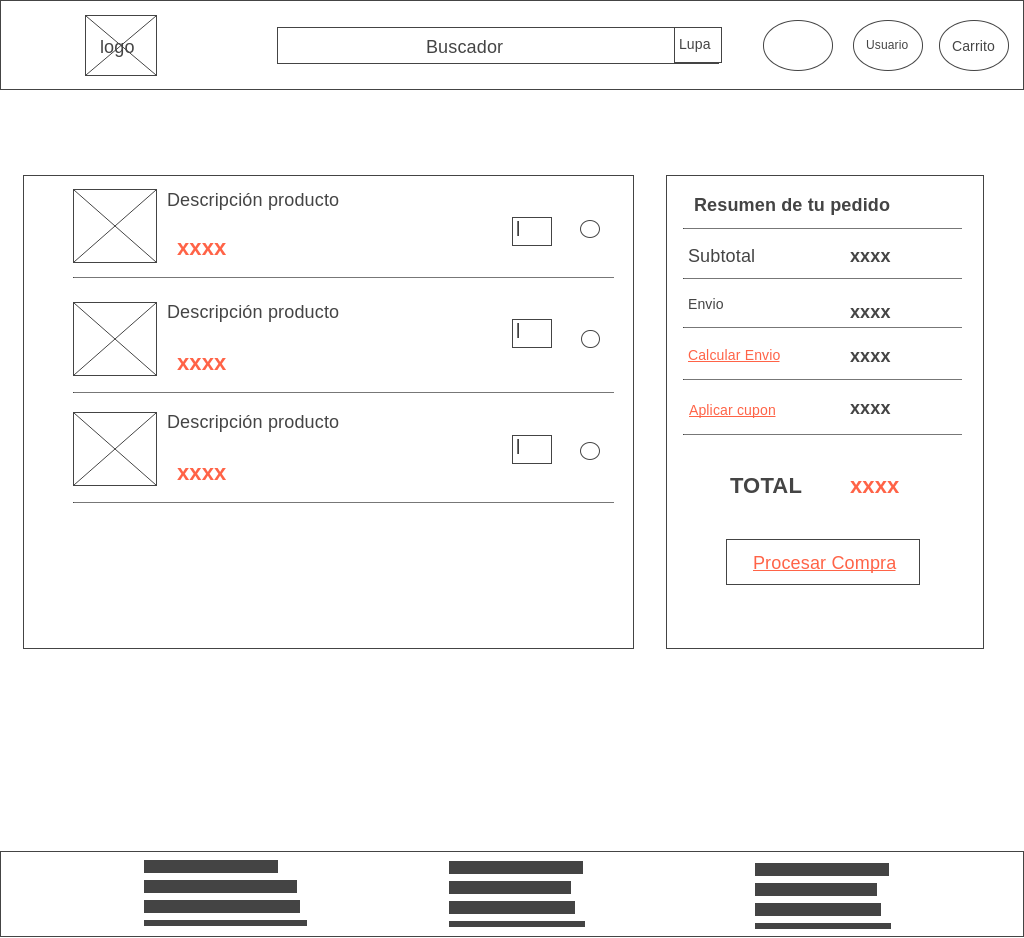 logo
Buscador
Lupa
Usuario
Carrito
Descripción producto
xxxx
Descripción producto
xxxx
Descripción producto
xxxx
Resumen de tu pedido
Subtotal xxxx
Envio xxxx
Calcular Envio xxxx
Aplicar cupon xxxx
TOTAL xxxx
Procesar Compra